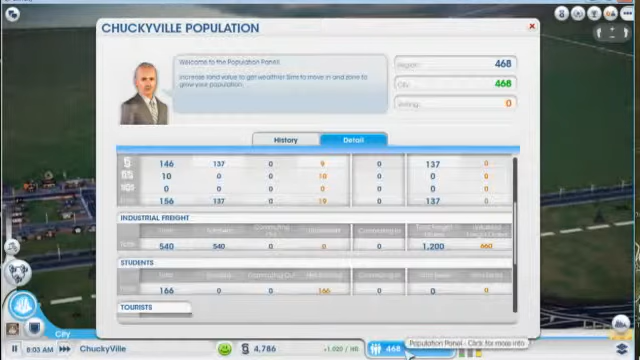 CHUCKYVILLE POPULATION
Welcome to the Population Panel!
Increase land value to get wealthier Sims to move in and zone to
grow your population.
Region: 468
City: 468
0
History Detail
§ 146 137 0 9 0 137 0
§§ 10 0 0 10 0 0 0
§§§ 0 0 0 0 0 0 0
156 137 0 19 0 137 0
INDUSTRIAL FREIGHT
540 540 0 0 0 1,200 660
STUDENTS
166 0 0 166 0 0 0
TOURISTS
City
8:03 AM ChuckyVille § 4,786 +1,020 / HR 468
Population Panel - Click for more info